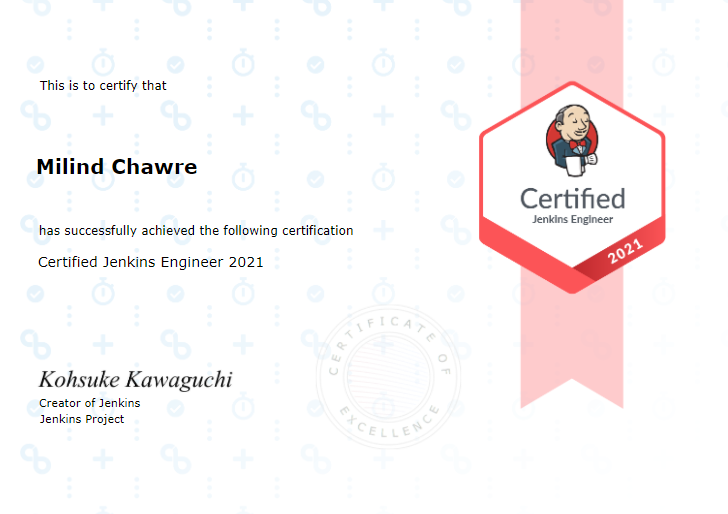 This is to certify that
Milind Chawre
has successfully achieved the following certification
Certified Jenkins Engineer 2021
Certified
Jenkins Engineer
2021
CERTIFICATE OF
EXCELLENCE
Kohsuke Kawaguchi
Creator of Jenkins
Jenkins Project